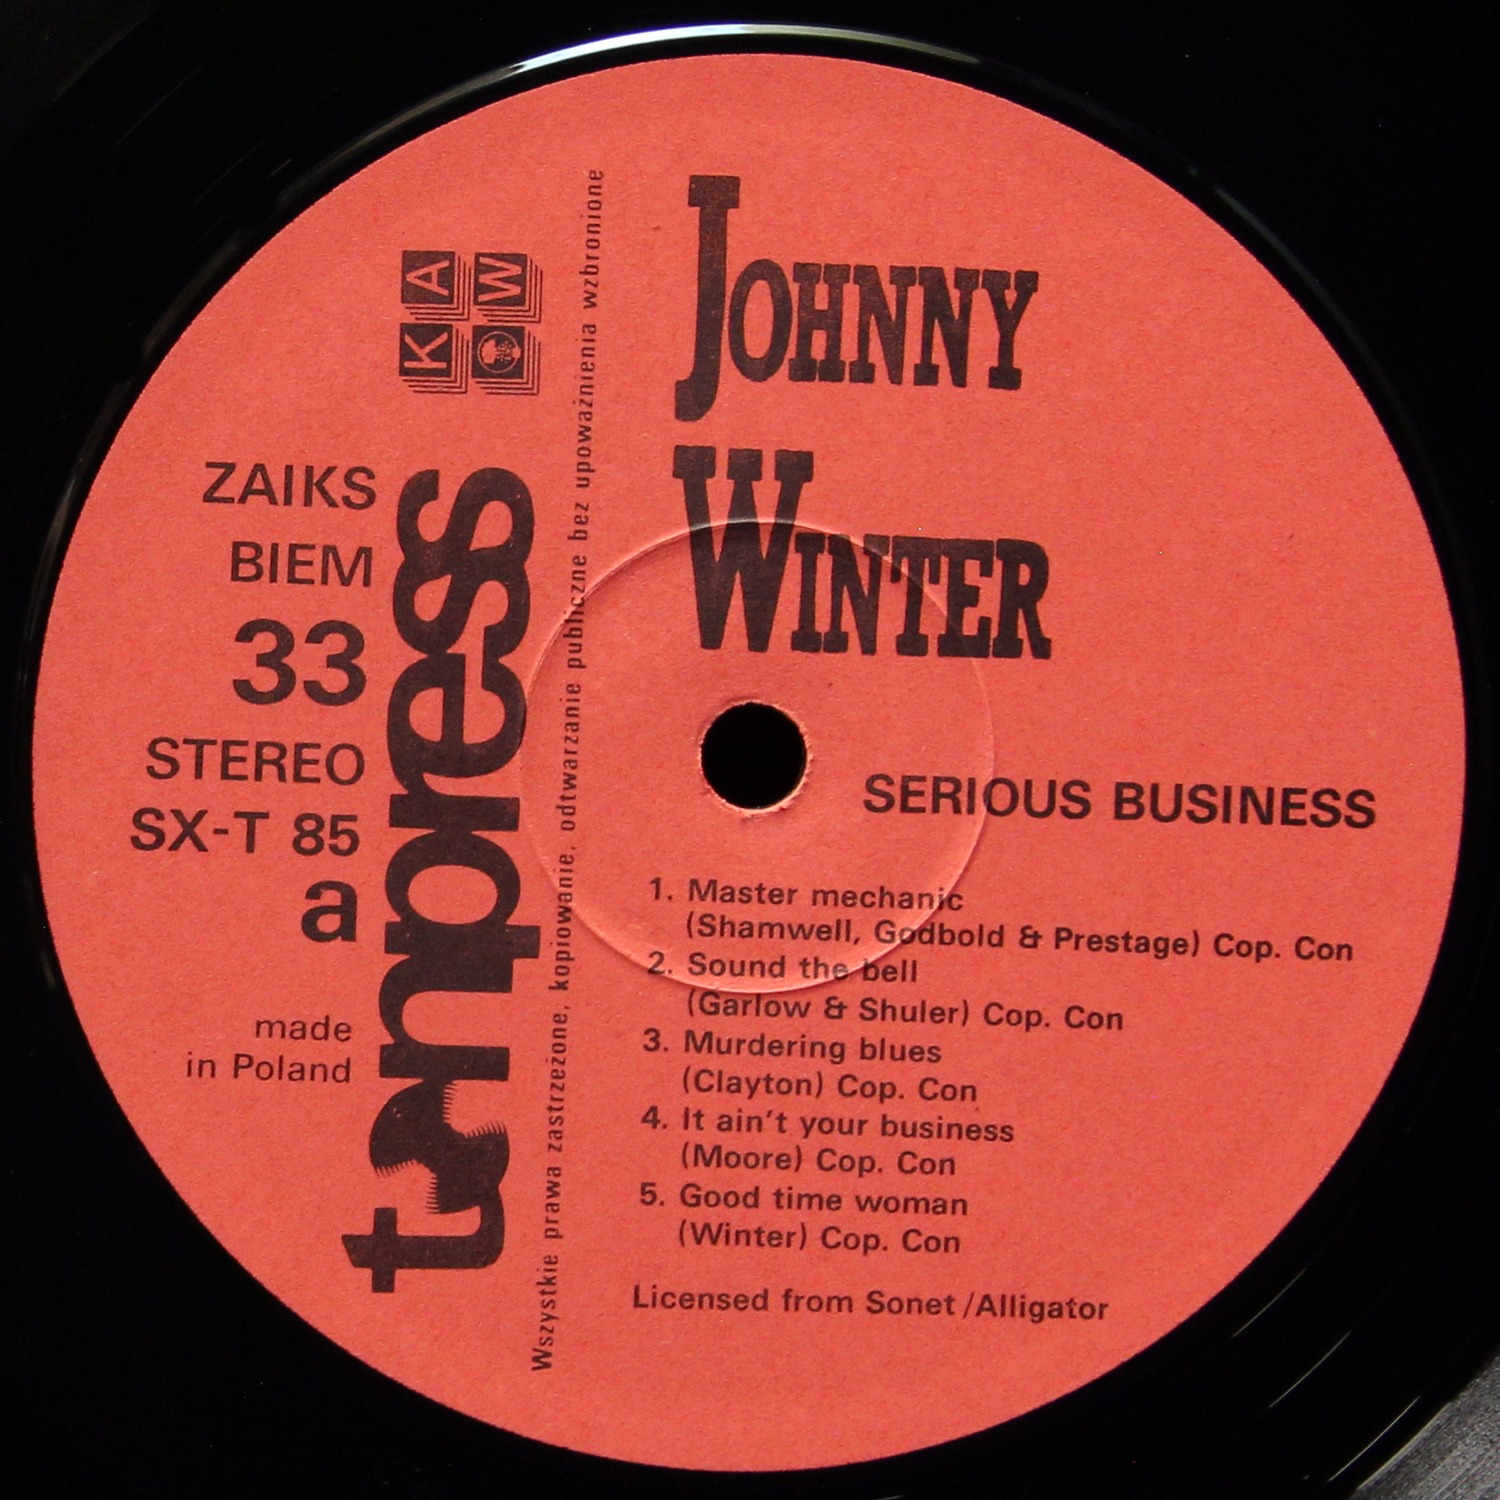 JOHNNY
WINTER
SERIOUS BUSINESS
1. Master mechanic
(Shamwell, Godbold & Prestage) Cop. Con
2. Sound the bell
(Garlow & Shuler) Cop. Con
3. Murdering blues
(Clayton) Cop. Con
4. It ain't your business
(Moore) Cop. Con
5. Good time woman
(Winter) Cop. Con
Licensed from Sonet /Alligator
KAW
ZAIKS
BIEM
33
STEREO
SX-T 85
a
made
in Poland
tonpress
Wszystkie prawa zastrzeżone, kopiowanie, odtwarzanie publiczne bez upoważnienia wzbronione